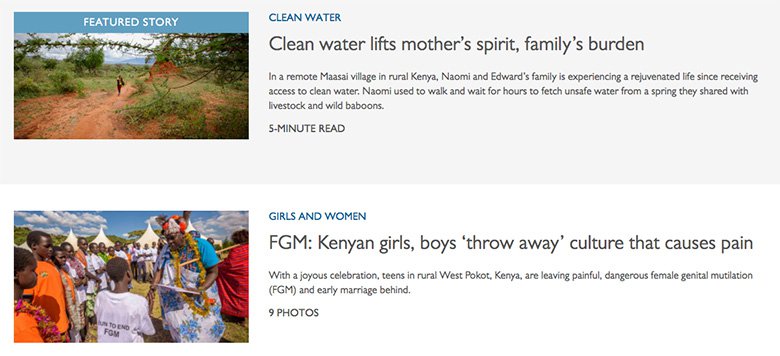 FEATURED STORY
CLEAN WATER
Clean water lifts mother’s spirit, family’s burden
In a remote Maasai village in rural Kenya, Naomi and Edward’s family is experiencing a rejuvenated life since receiving
access to clean water. Naomi used to walk and wait for hours to fetch unsafe water from a spring they shared with
livestock and wild baboons.
5-MINUTE READ
GIRLS AND WOMEN
FGM: Kenyan girls, boys ‘throw away’ culture that causes pain
With a joyous celebration, teens in rural West Pokot, Kenya, are leaving painful, dangerous female genital mutilation
(FGM) and early marriage behind.
9 PHOTOS
TO END
FGM